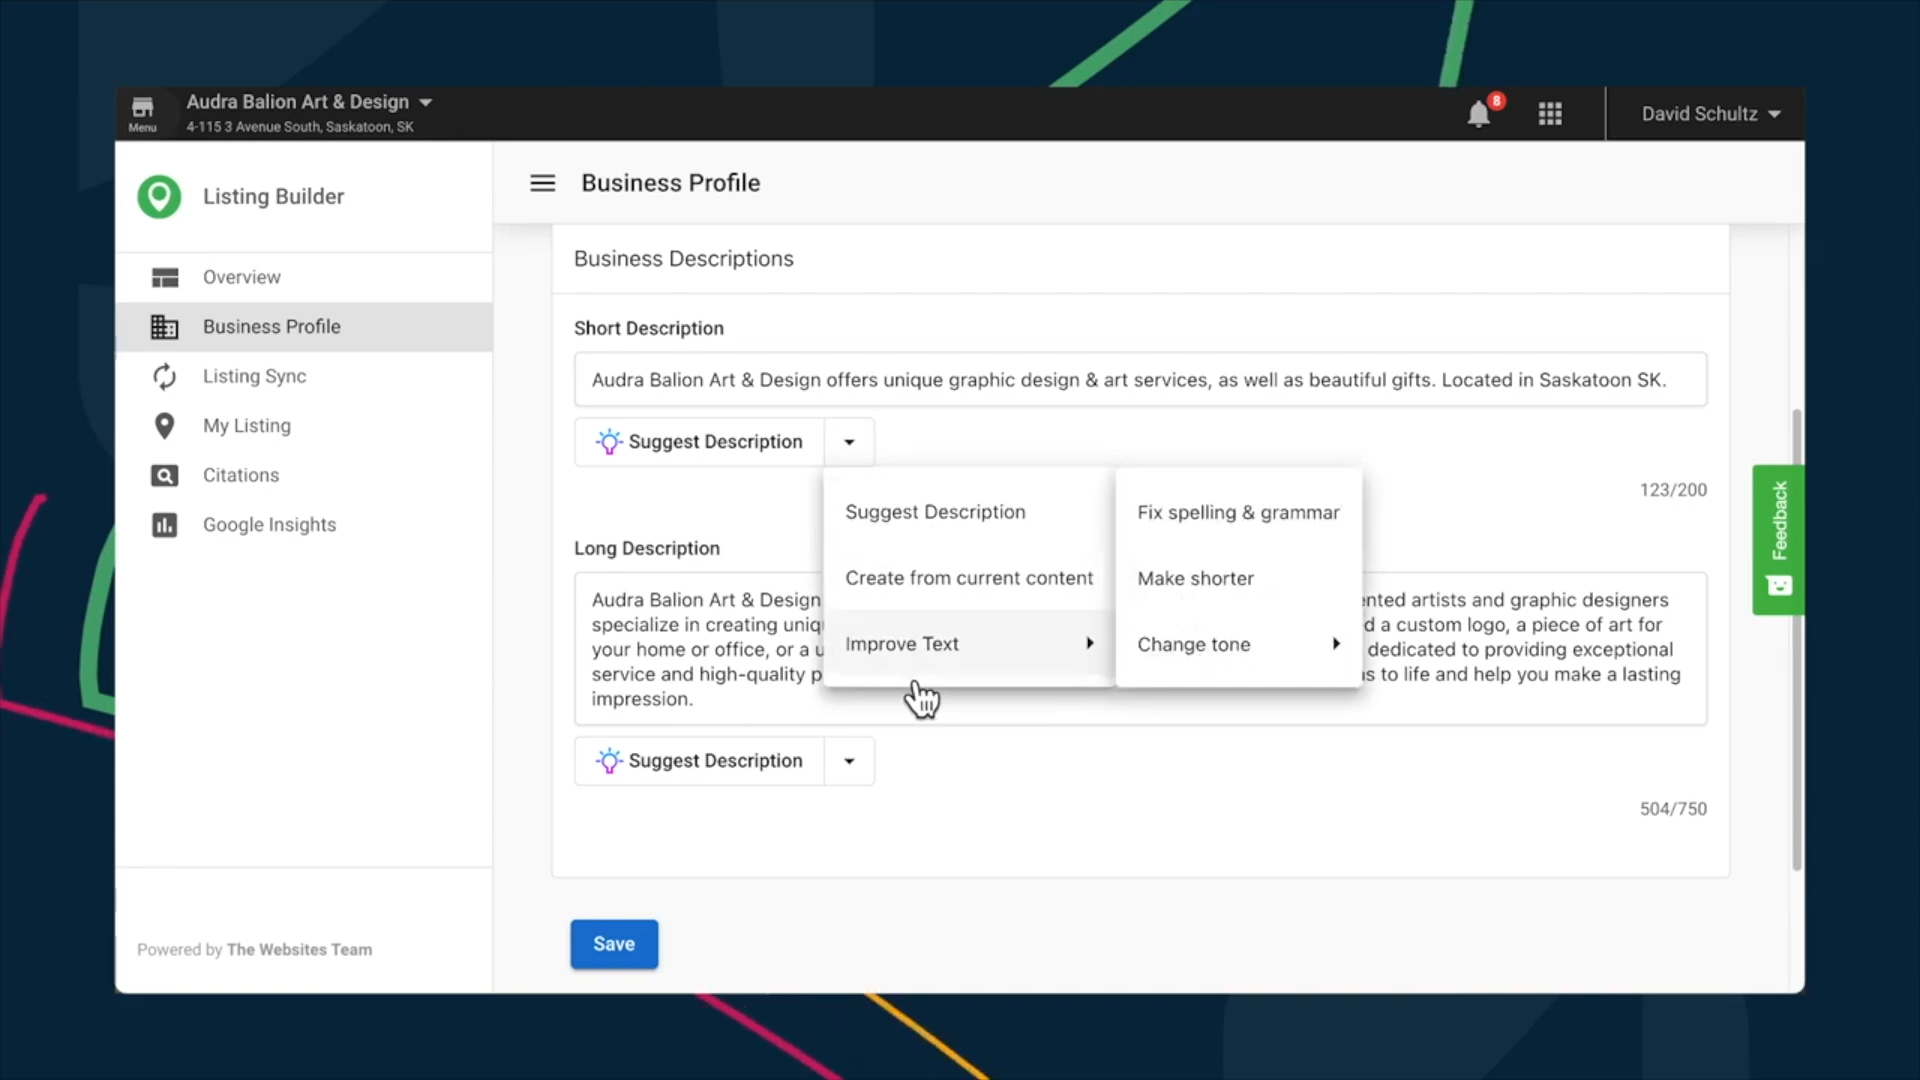 Menu
Audra Balion Art & Design
4-115 3 Avenue South, Saskatoon, SK
8
David Schultz
Listing Builder
Overview
Business Profile
Listing Sync
My Listing
Citations
Google Insights
Powered by The Websites Team
Business Profile
Business Descriptions
Short Description
Audra Balion Art & Design offers unique graphic design & art services, as well as beautiful gifts. Located in Saskatoon SK.
Suggest Description
123/200
Suggest Description
Create from current content
Improve Text
Fix spelling & grammar
Make shorter
Change tone
Long Description
Audra Balion Art & Design artists and graphic designers
specialize in creating a custom logo, a piece of art for
your home or office, or a dedicated to providing exceptional
service and high-quality to life and help you make a lasting
impression.
Suggest Description
504/750
Save
Feedback